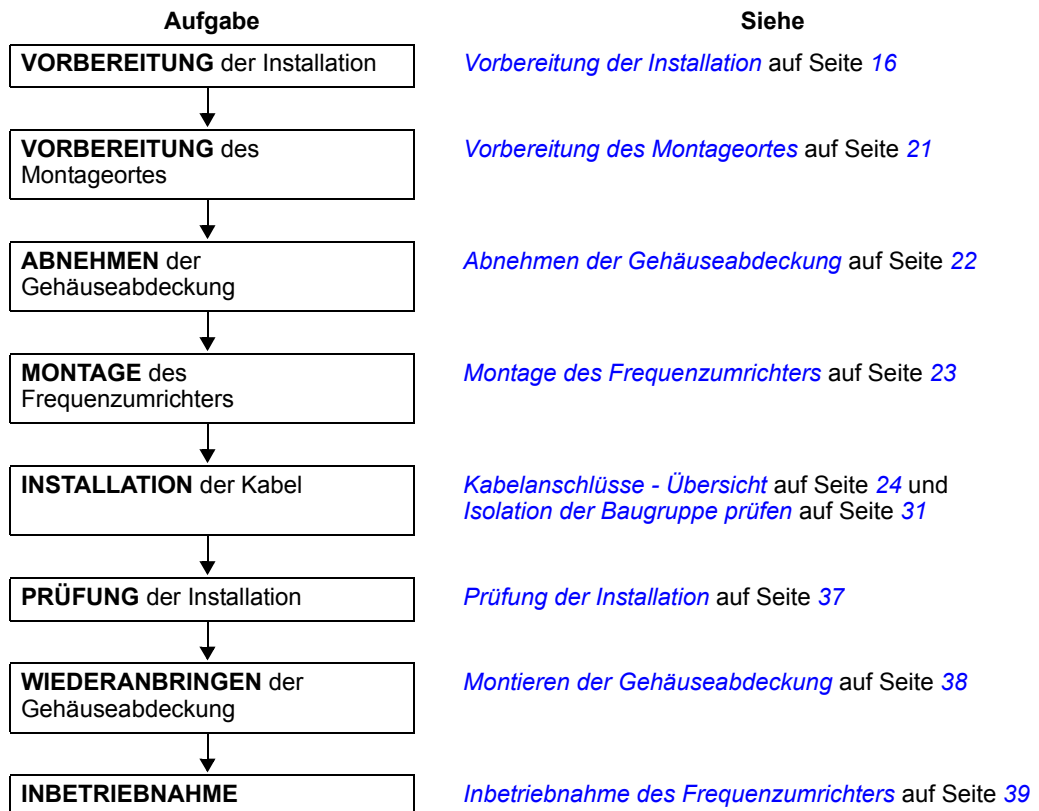 Aufgabe Siehe
VORBEREITUNG der Installation Vorbereitung der Installation auf Seite 16
VORBEREITUNG des Vorbereitung des Montageortes auf Seite 21
Montageortes
ABNEHMEN der Abnehmen der Gehäuseabdeckung auf Seite 22
Gehäuseabdeckung
MONTAGE des Montage des Frequenzumrichters auf Seite 23
Frequenzumrichters
INSTALLATION der Kabel Kabelanschlüsse - Übersicht auf Seite 24 und
Isolation der Baugruppe prüfen auf Seite 31
PRÜFUNG der Installation Prüfung der Installation auf Seite 37
WIEDERANBRINGEN der Montieren der Gehäuseabdeckung auf Seite 38
Gehäuseabdeckung
INBETRIEBNAHME Inbetriebnahme des Frequenzumrichters auf Seite 39